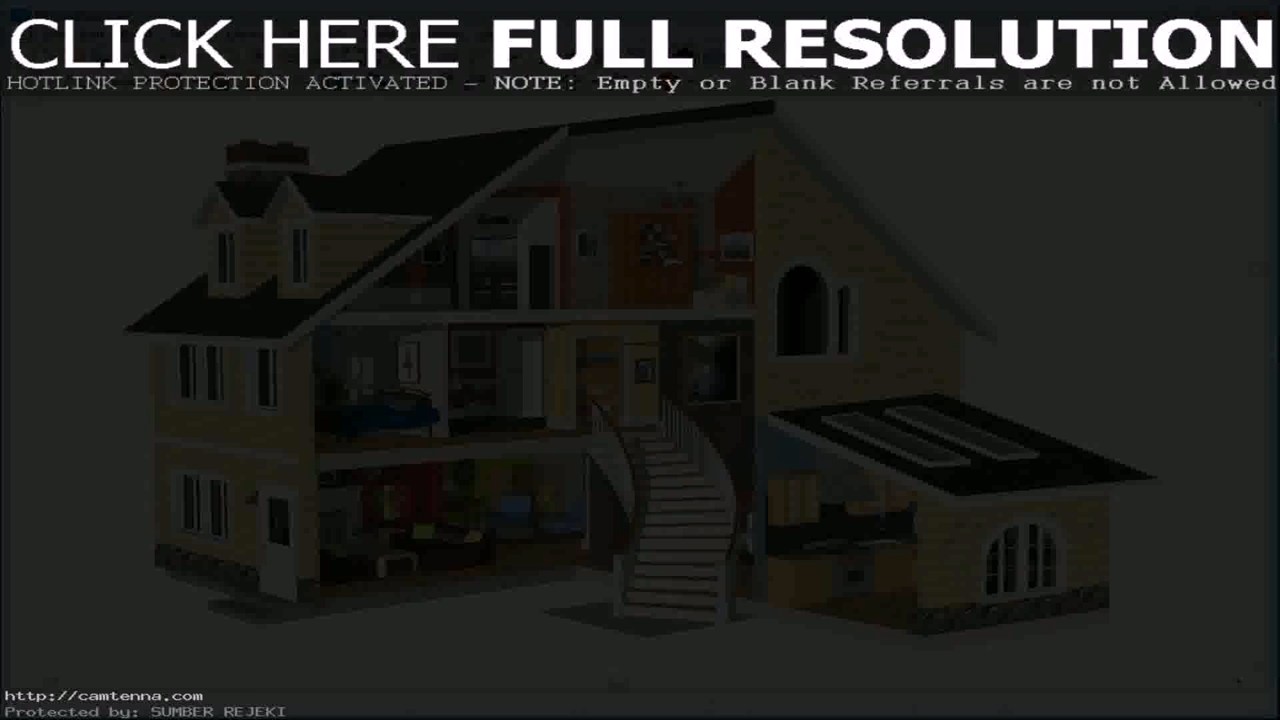 CLICK HERE FULL RESOLUTION
HOTLINK PROTECTION ACTIVATED - NOTE: Empty or Blank Referrals are not Allowed
http://camtenna.com
Protected by: SUMBER REJEKI